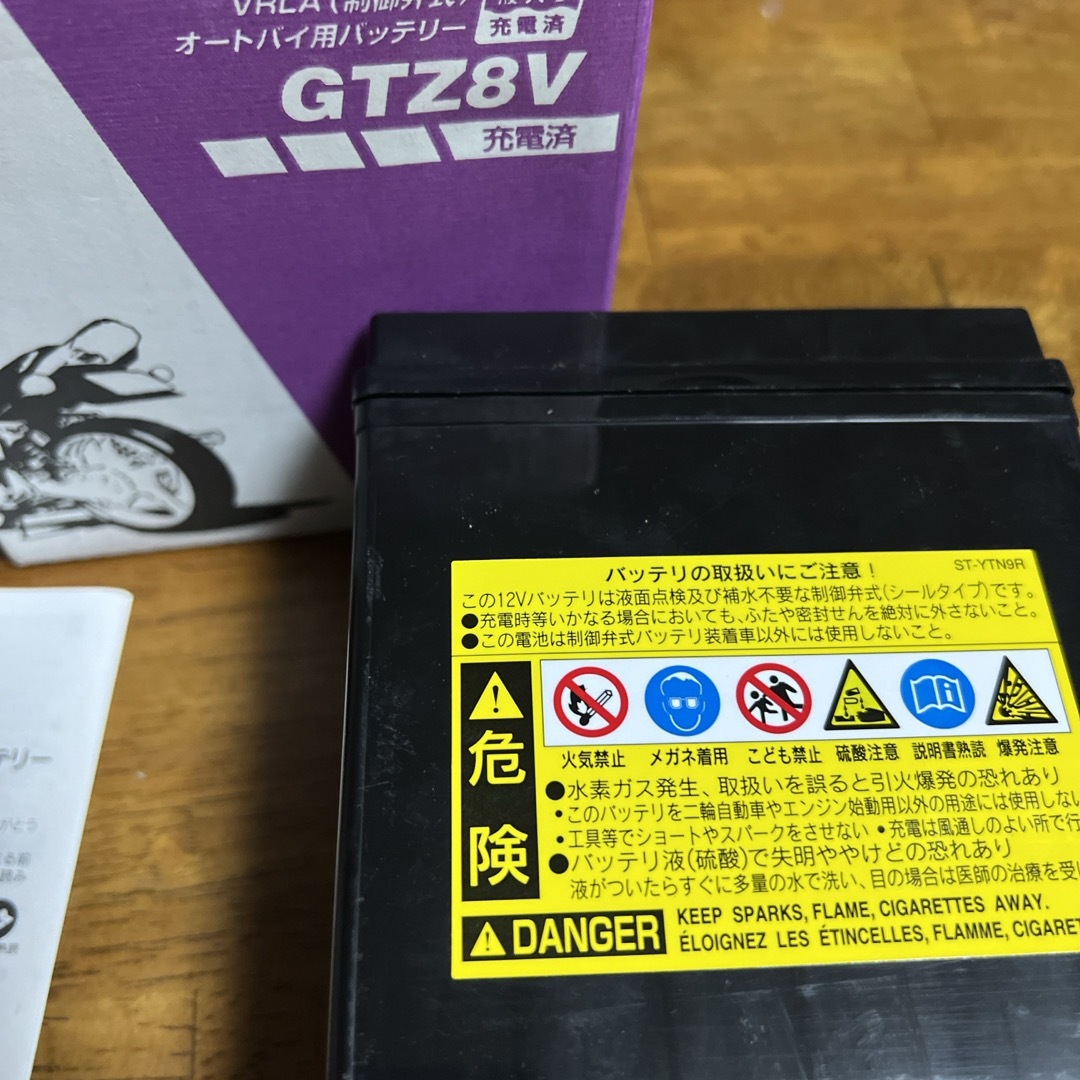 VRLA(制御弁式)
充電済
オートバイ用バッテリー
GTZ8V
充電済
バッテリの取扱いにご注意!
ST-YTN9R
この12Vバッテリは液面点検及び補水不要な制御弁式(シールタイプ)です。
●充電時等いかなる場合においても、ふたや密封せんを絶対に外さないこと。
●この電池は制御弁式バッテリ装着車以外には使用しないこと。
危険
火気禁止 メガネ着用 こども禁止 硫酸注意 説明書熟読 爆発注意
●水素ガス発生、取扱いを誤ると引火爆発の恐れあり
・このバッテリを二輪自動車やエンジン始動用以外の用途には使用しない
・工具等でショートやスパークをさせない ・充電は風通しのよい所で行
●バッテリ液(硫酸)で失明ややけどの恐れあり
液がついたらすぐに多量の水で洗い、目の場合は医師の治療を受け
DANGER
KEEP SPARKS, FLAME, CIGARETTES AWAY.
ÉLOIGNEZ LES ÉTINCELLES, FLAMME, CIGARET
テリー
がとう
る前
読み